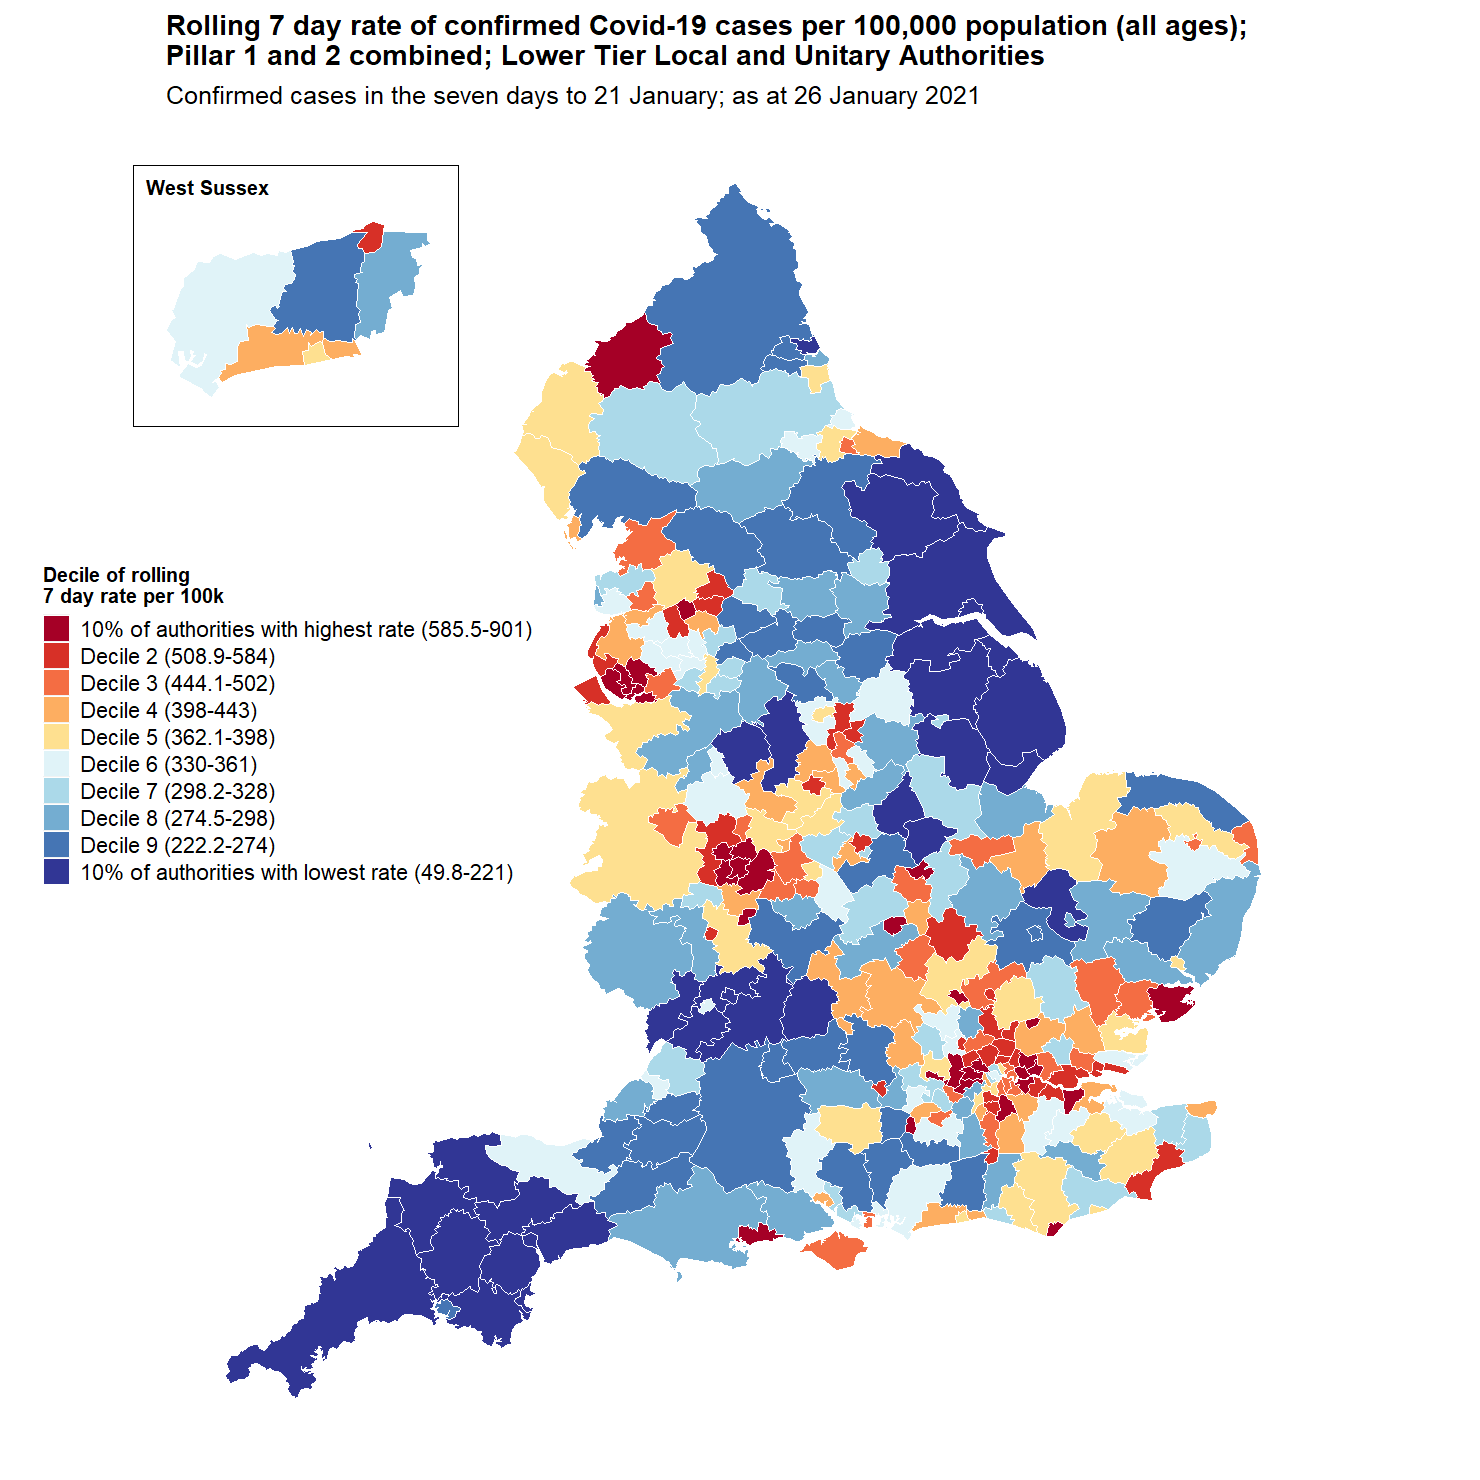 Rolling 7 day rate of confirmed Covid-19 cases per 100,000 population (all ages);
Pillar 1 and 2 combined; Lower Tier Local and Unitary Authorities
Confirmed cases in the seven days to 21 January; as at 26 January 2021
West Sussex
Decile of rolling
7 day rate per 100k
10% of authorities with highest rate (585.5-901)
Decile 2 (508.9-584)
Decile 3 (444.1-502)
Decile 4 (398-443)
Decile 5 (362.1-398)
Decile 6 (330-361)
Decile 7 (298.2-328)
Decile 8 (274.5-298)
Decile 9 (222.2-274)
10% of authorities with lowest rate (49.8-221)